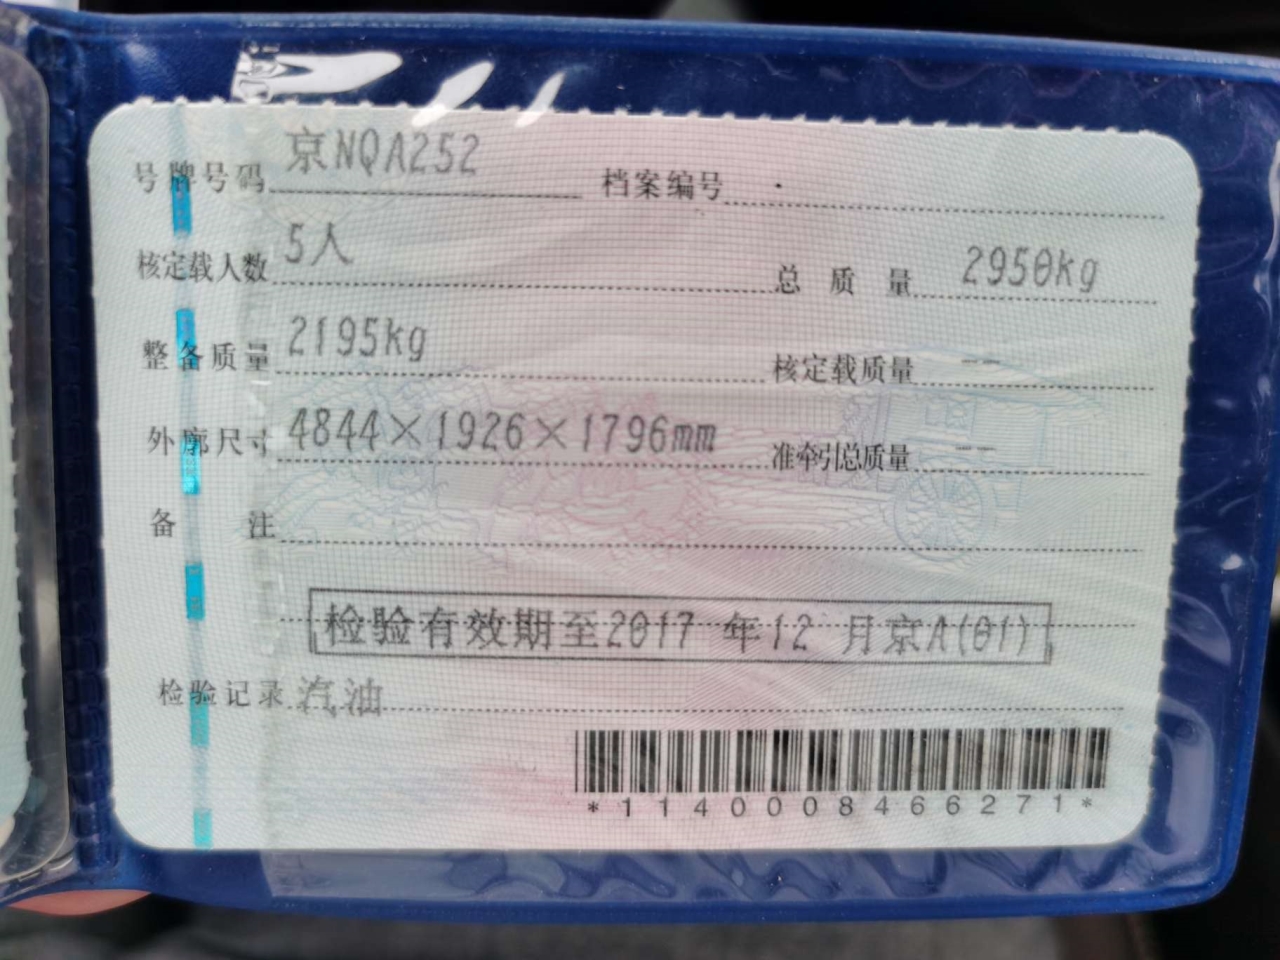 号牌号码 京NQA252 档案编号
核定载人数 5人 总质量 2950kg
整备质量 2195kg 核定载质量 --
外廓尺寸 4844×1926×1796mm 准牵引总质量 --
备注
检验有效期至2017 年12 月京A(01)
检验记录 汽油
*1140008466271*